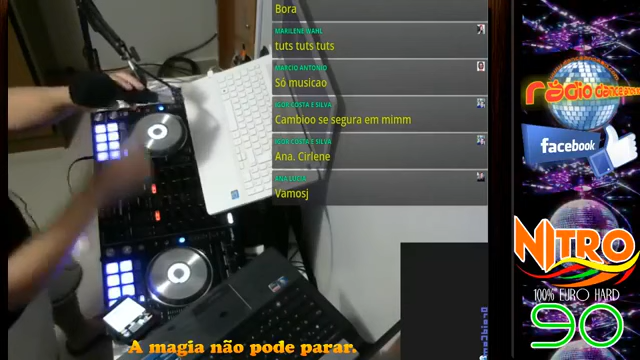 Bora
MARILENE WAHL
tuts tuts tuts
MARCIO ANTONIO
Só musicao
IGOR COSTA E SILVA
Cambioo se segura em mimm
IGOR COSTA E SILVA
Ana. Cirlene
ANA LUCIA
Vamosj
rádio dance
facebook
NITRO
100% EURO HARD
90
A magia não pode parar.